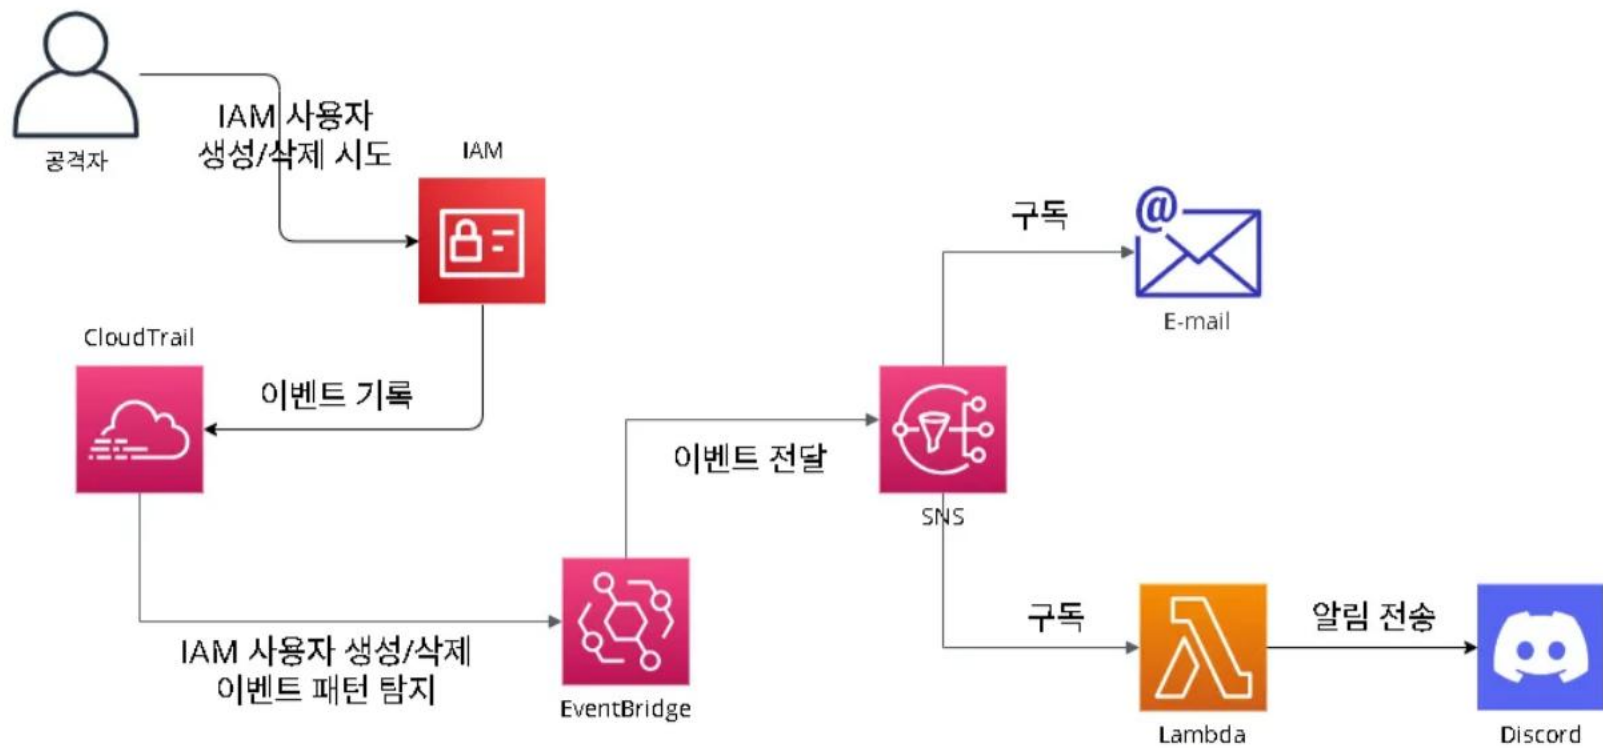 공격자
IAM 사용자
생성/삭제 시도
IAM
CloudTrail
이벤트 기록
IAM 사용자 생성/삭제
이벤트 패턴 탐지
EventBridge
이벤트 전달
SNS
구독
@
E-mail
구독
Lambda
알림 전송
Discord